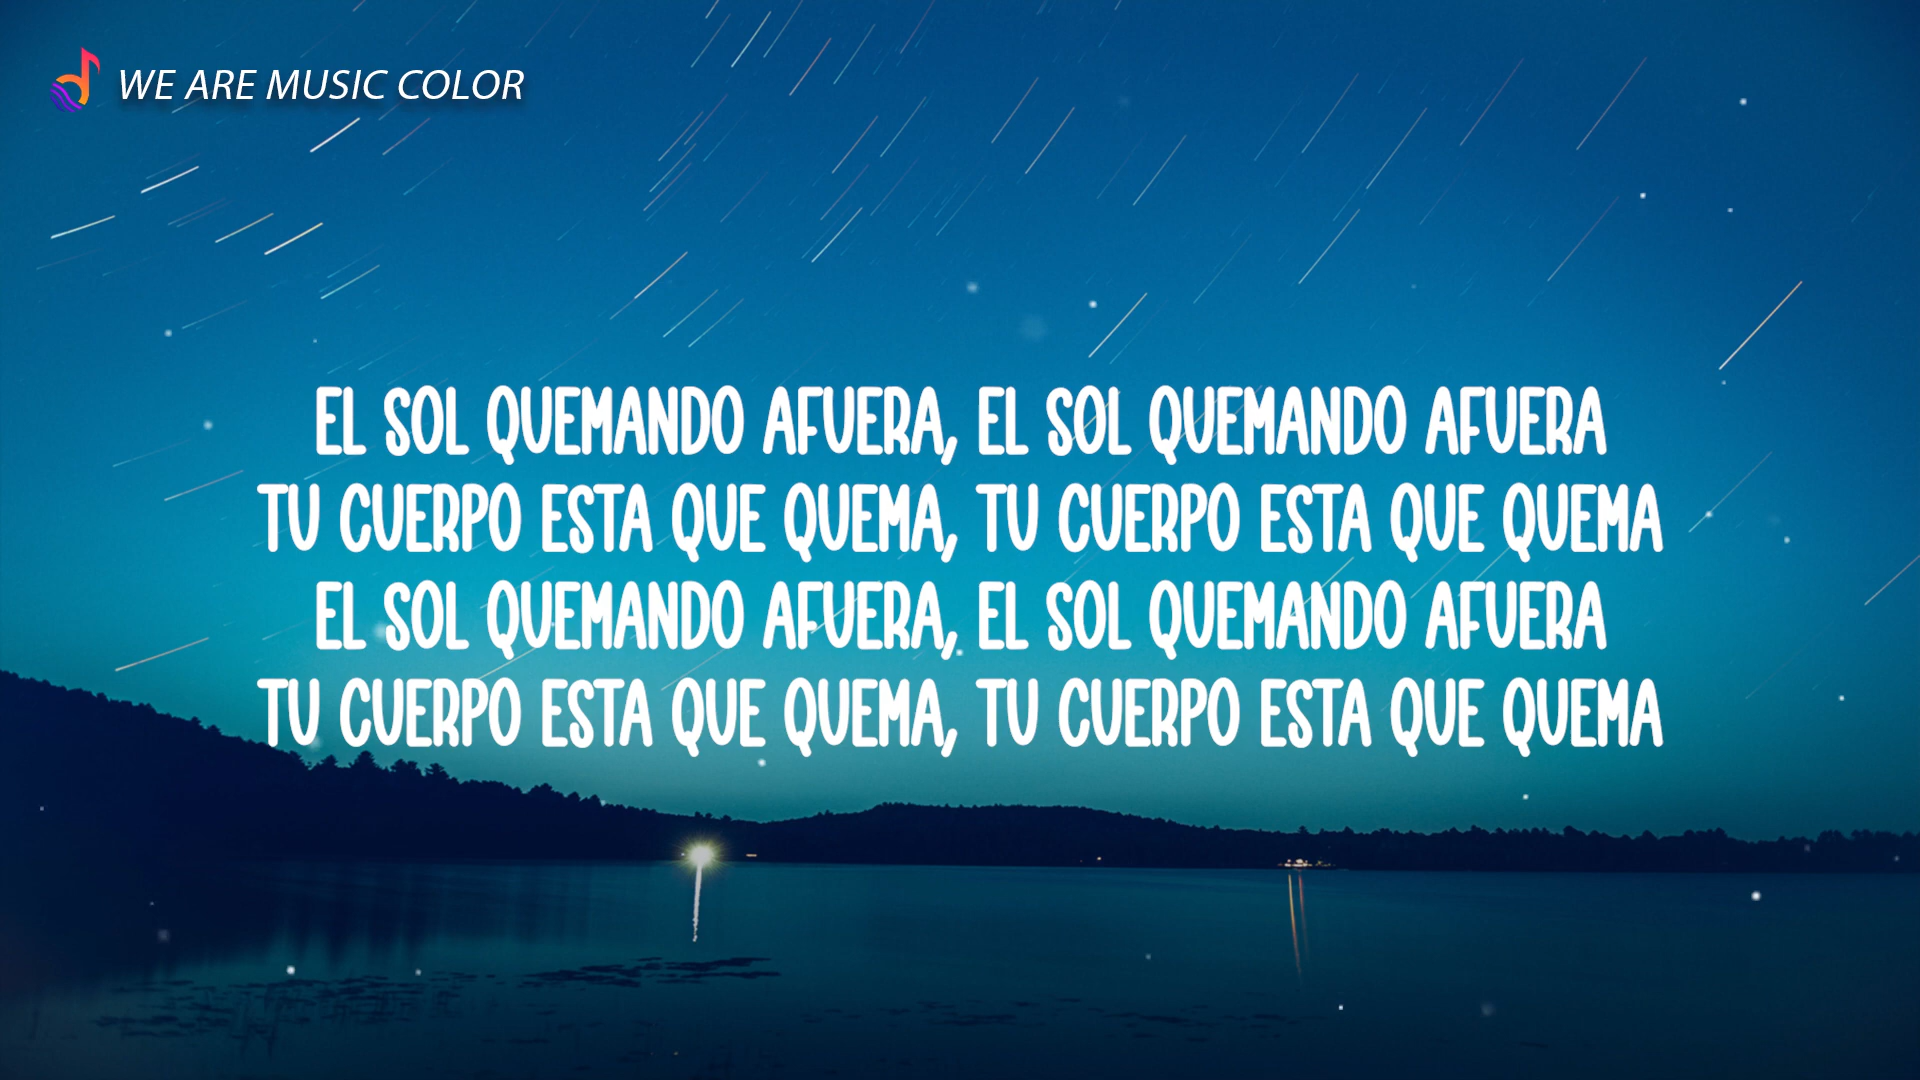 WE ARE MUSIC COLOR
EL SOL QUEMANDO AFUERA, EL SOL QUEMANDO AFUERA
TU CUERPO ESTA QUE QUEMA, TU CUERPO ESTA QUE QUEMA
EL SOL QUEMANDO AFUERA, EL SOL QUEMANDO AFUERA
TU CUERPO ESTA QUE QUEMA, TU CUERPO ESTA QUE QUEMA